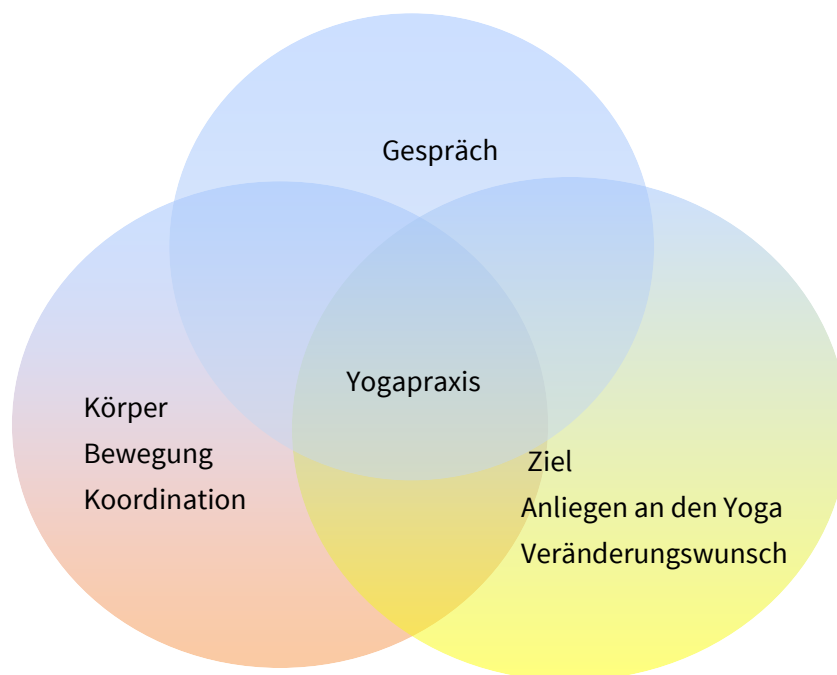 Gespräch
Yogapraxis
Körper
Bewegung
Koordination
Ziel
Anliegen an den Yoga
Veränderungswunsch